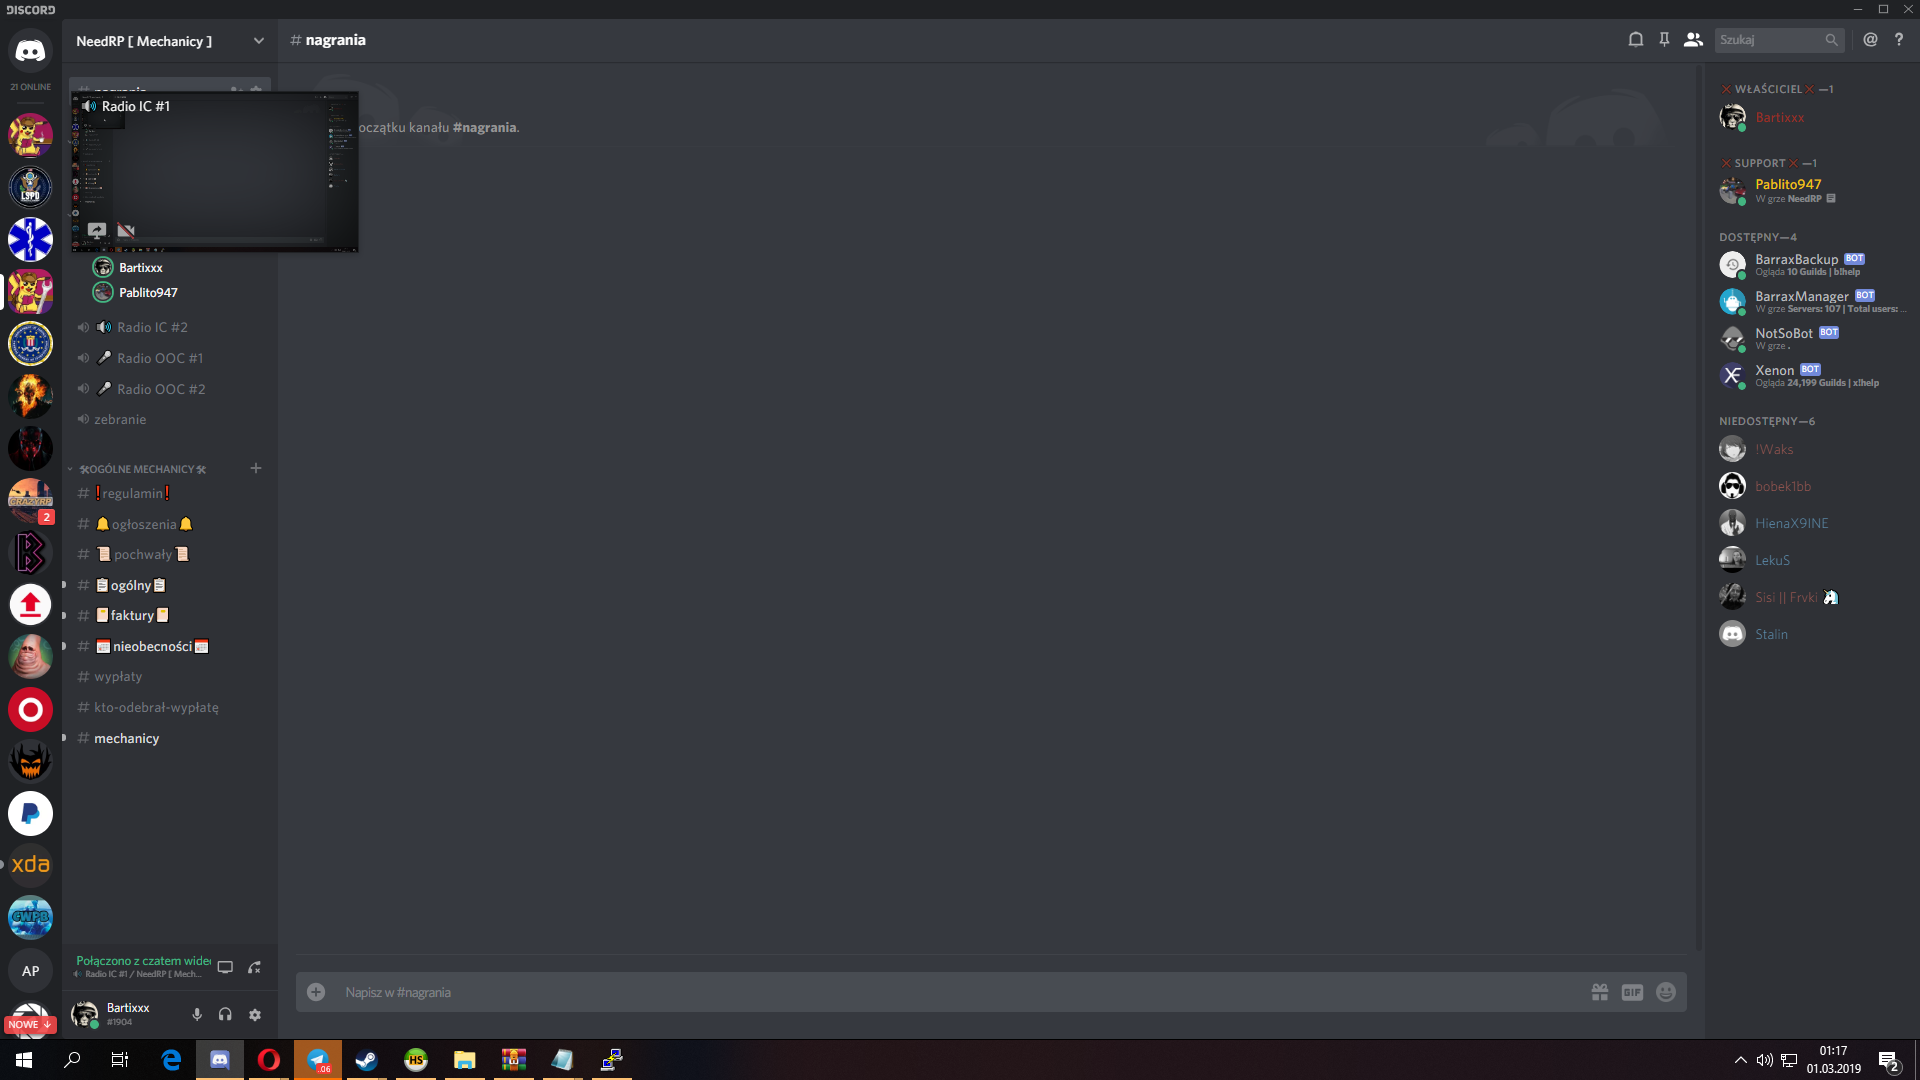 DISCORD
NeedRP [ Mechanicy ]
# nagrania
Szukaj
21 ONLINE
# nagrania
Radio IC #1
oczątku kanału #nagrania.
Bartixxx
Pablito947
Radio IC #2
Radio OOC #1
Radio OOC #2
zebranie
🛠OGÓLNE MECHANICY🛠
# ❗regulamin❗
# 🔔ogłoszenia🔔
# 📜pochwały📜
# 📋ogólny📋
# 📒faktury📒
# 📅nieobecności📅
# wypłaty
# kto-odebrał-wypłatę
# mechanicy
LSPD
CRAZYRP
2
xda
CWPB
AP
NOWE ↓
Połączono z czatem wideo
Radio IC #1 / NeedRP [ Mech...
Bartixxx
#1904
Napisz w #nagrania
GIF
❌ WŁAŚCICIEL ❌ —1
Bartixxx
❌ SUPPORT ❌ —1
Pablito947
W grze NeedRP
DOSTĘPNY—4
BarraxBackup BOT
Ogląda 10 Guilds | b!help
BarraxManager BOT
W grze Servers: 107 | Total users: ...
NotSoBot BOT
W grze .
Xenon BOT
Ogląda 24,199 Guilds | x!help
NIEDOSTĘPNY—6
!Waks
bobek1bb
HienaX9INE
LekuS
Sisi || Frvki 🦄
Stalin
..06
HS
01:17
01.03.2019
2